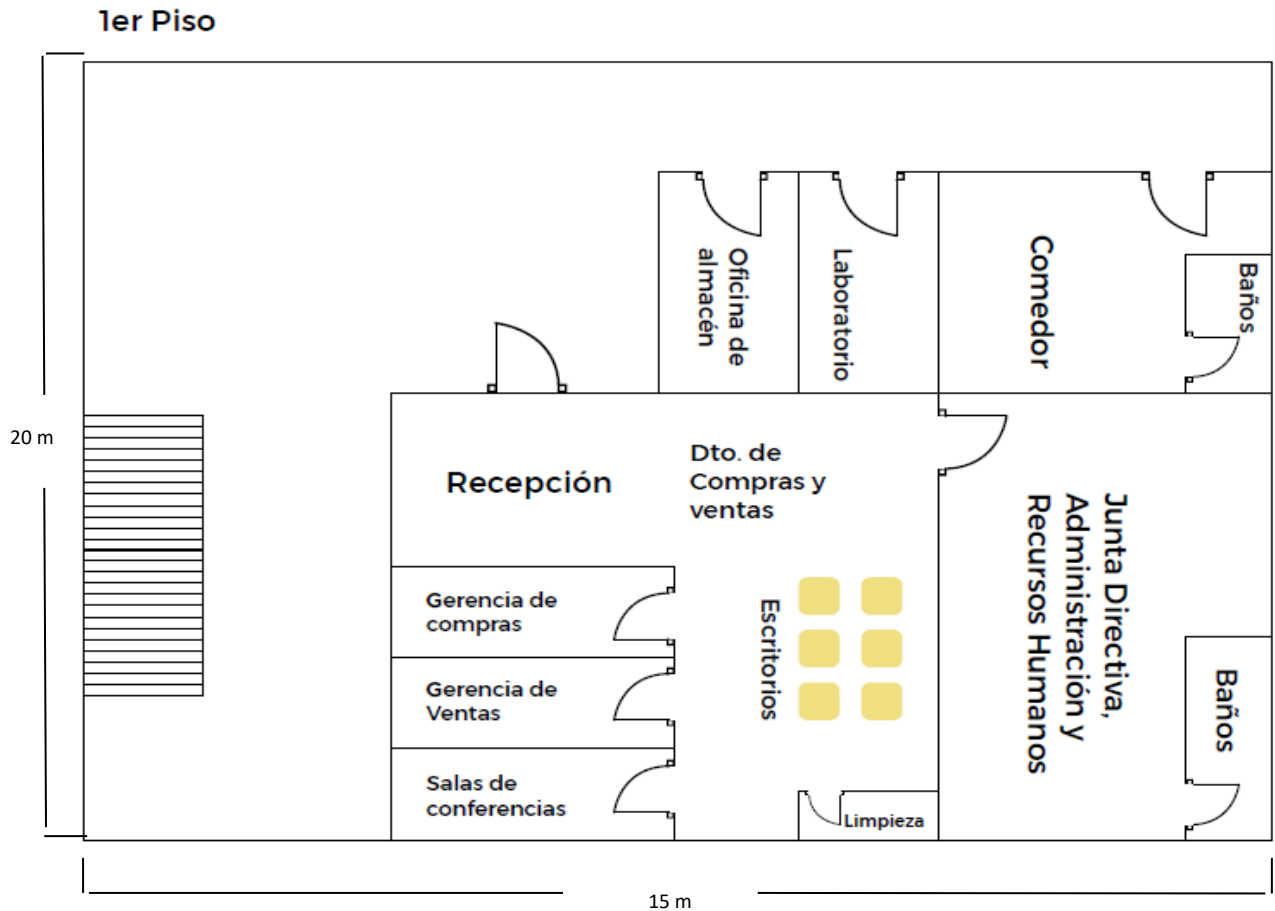 1er Piso
20 m
Oficina de
almacén
Laboratorio
Comedor
Baños
Recepción
Dto. de
Compras y
ventas
Junta Directiva,
Administración y
Recursos Humanos
Gerencia de
compras
Escritorios
Gerencia de
Ventas
Baños
Salas de
conferencias
Limpieza
15 m